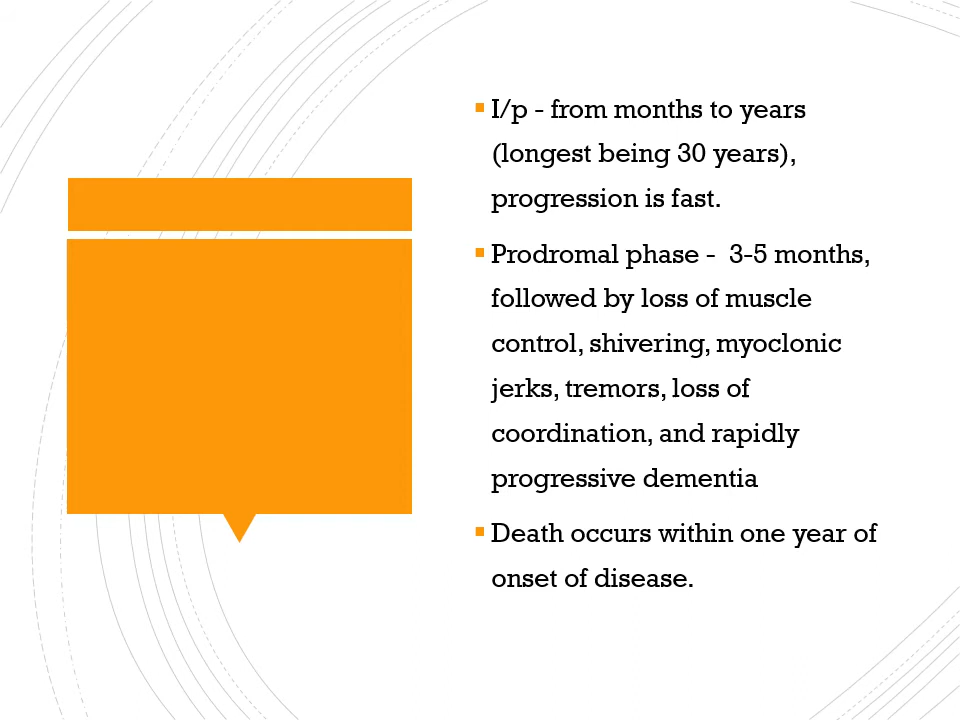 I/p - from months to years
(longest being 30 years),
progression is fast.
Prodromal phase -  3-5 months,
followed by loss of muscle
control, shivering, myoclonic
jerks, tremors, loss of
coordination, and rapidly
progressive dementia
Death occurs within one year of
onset of disease.